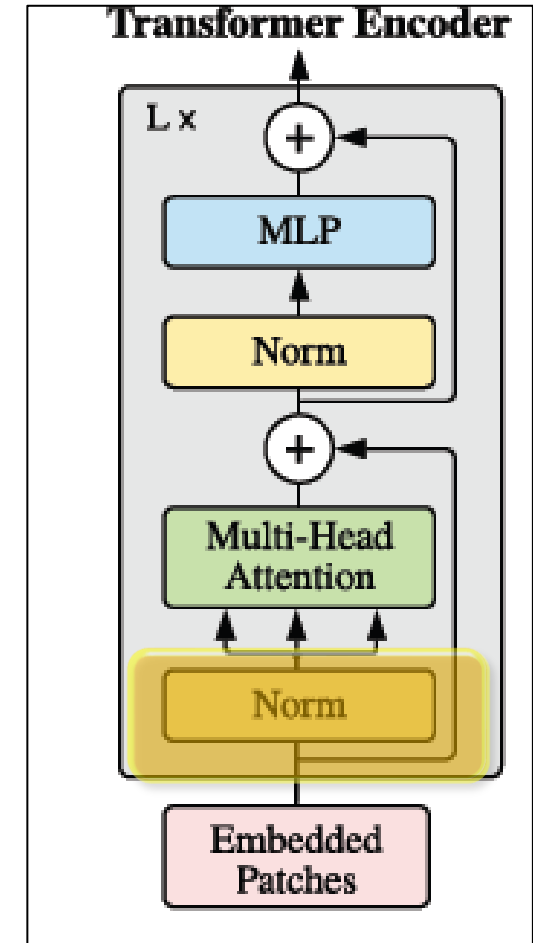 Transformer Encoder
L x
+
MLP
Norm
+
Multi-Head
Attention
Norm
Embedded
Patches